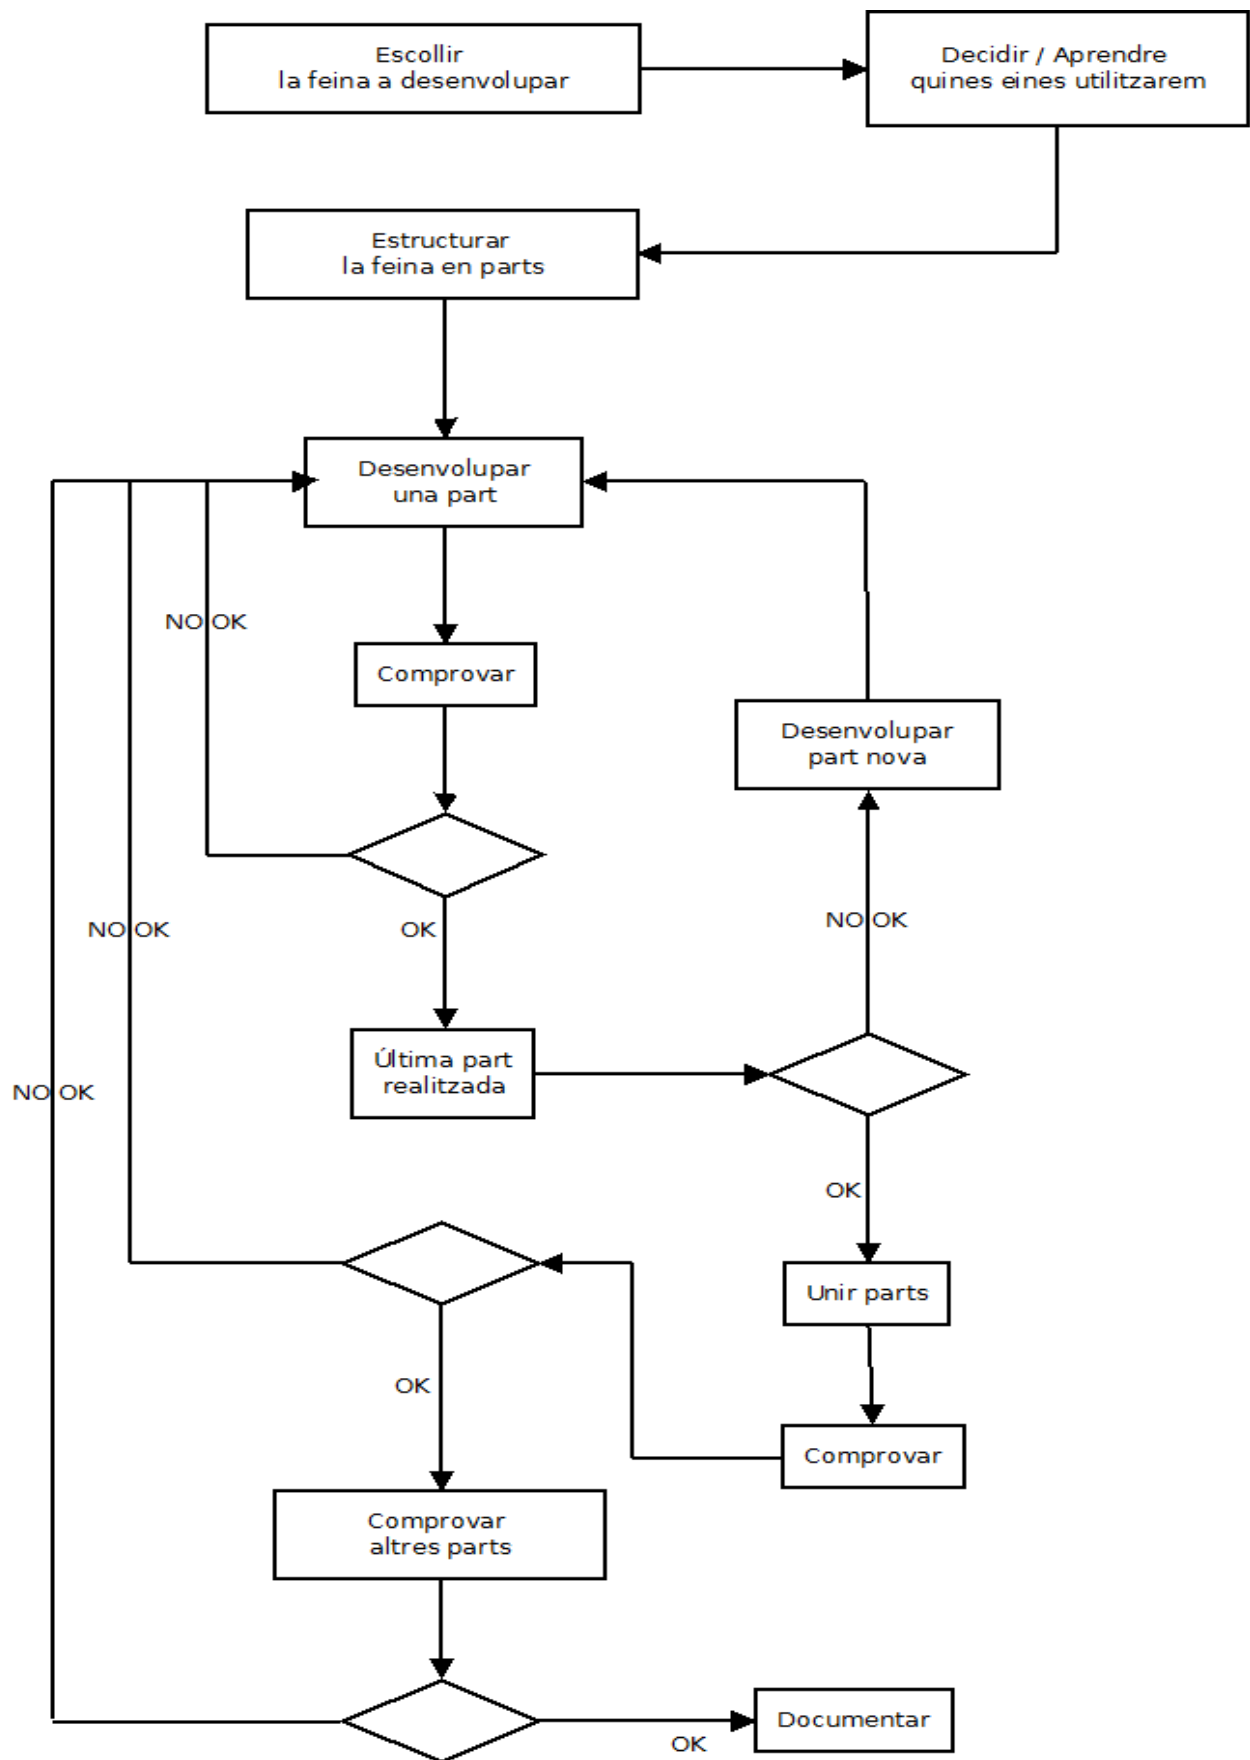 Escollir
la feina a desenvolupar
Decidir / Aprendre
quines eines utilitzarem
Estructurar
la feina en parts
Desenvolupar
una part
NO OK
Comprovar
Desenvolupar
part nova
NO OK
OK
NO OK
Última part
realitzada
NO OK
OK
Unir parts
OK
Comprovar
Comprovar
altres parts
Documentar
OK